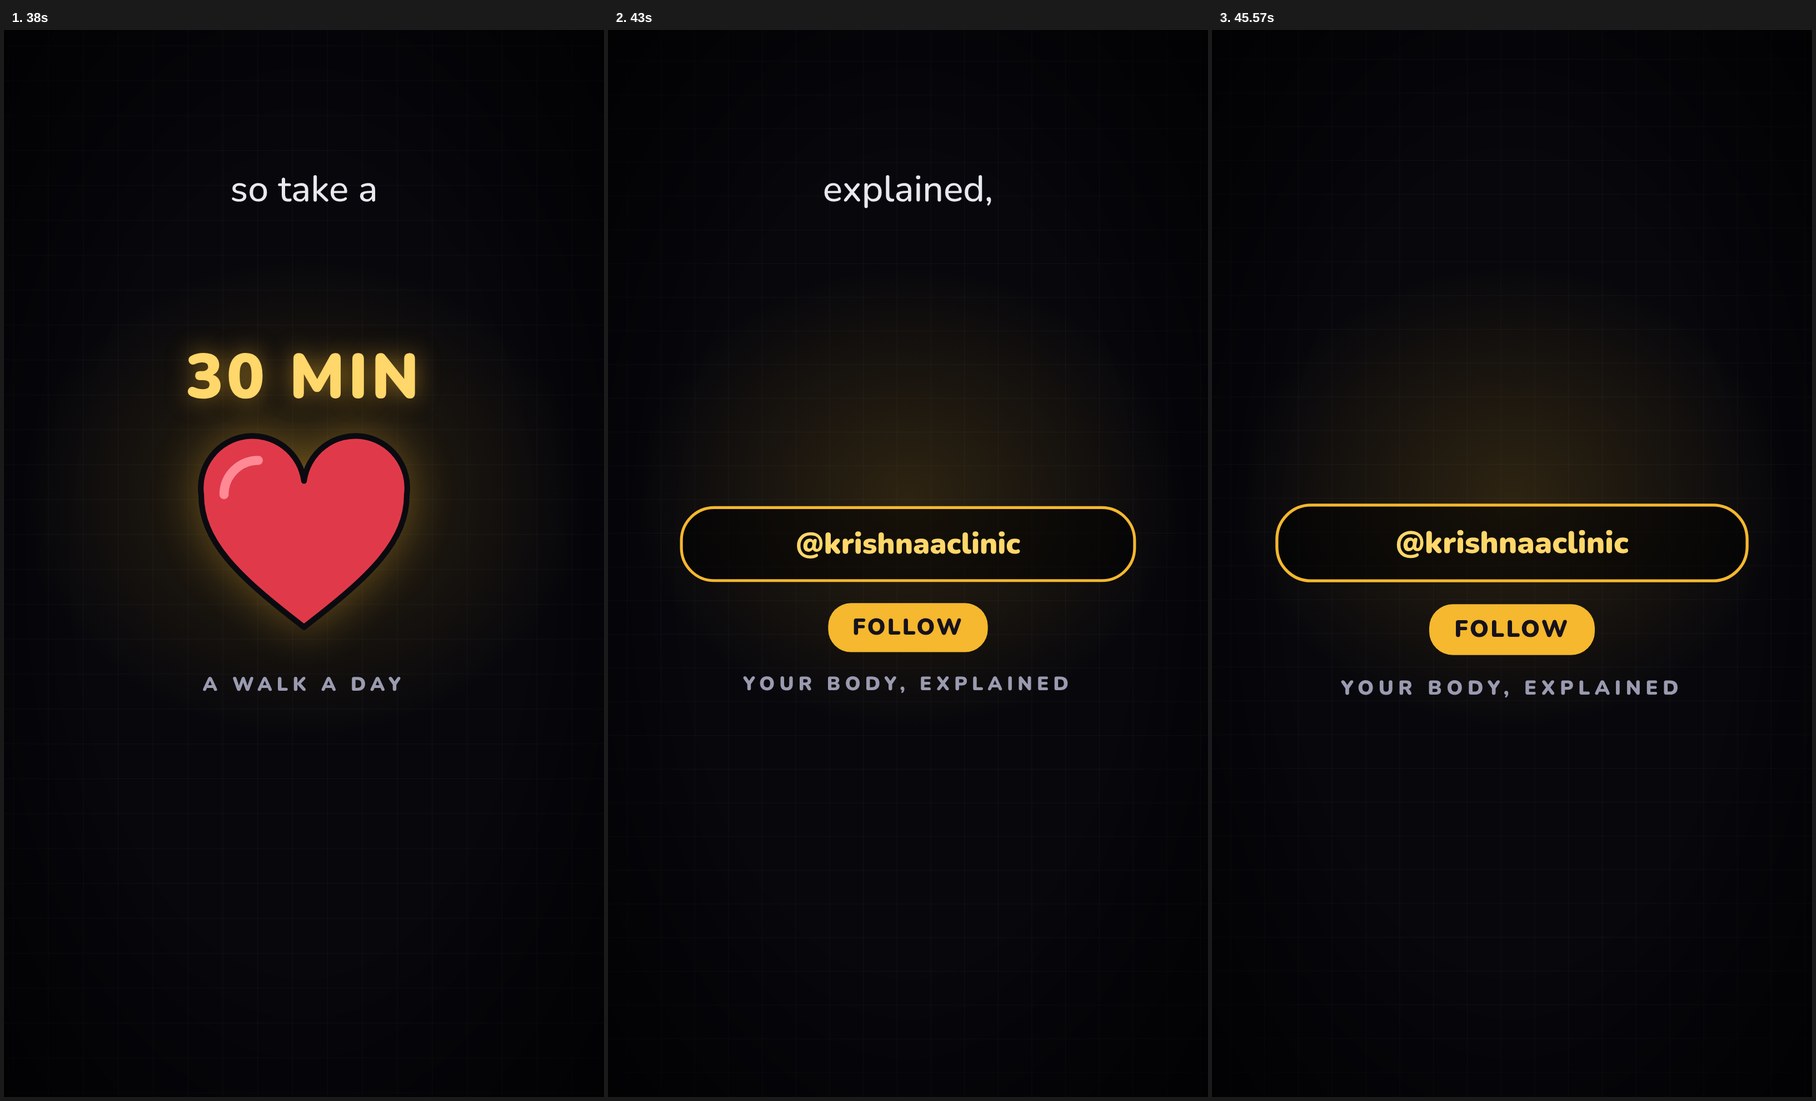 1. 38s
so take a
30 MIN
A WALK A DAY
2. 43s
explained,
@krishnaaclinic
FOLLOW
YOUR BODY, EXPLAINED
3. 45.57s
@krishnaaclinic
FOLLOW
YOUR BODY, EXPLAINED